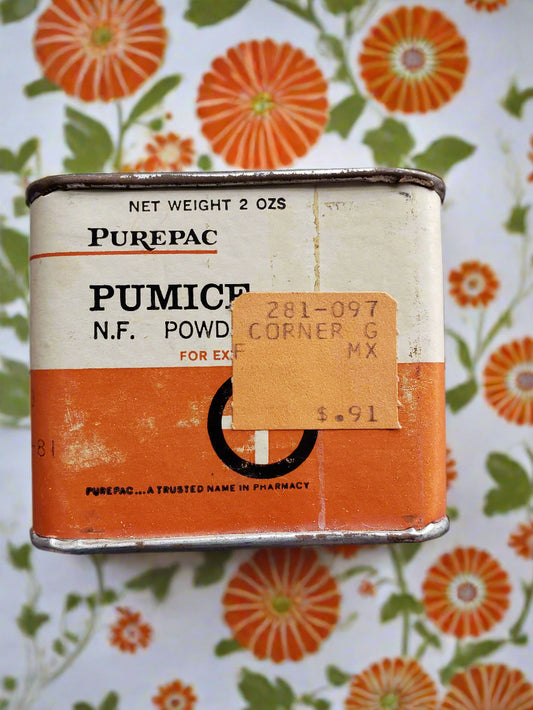 NET WEIGHT 2 OZS
PUREPAC
PUMICE
N.F. POWD
FOR EX
281-097
CORNER G
F MX
$.91
-81
PUREPAC...A TRUSTED NAME IN PHARMACY